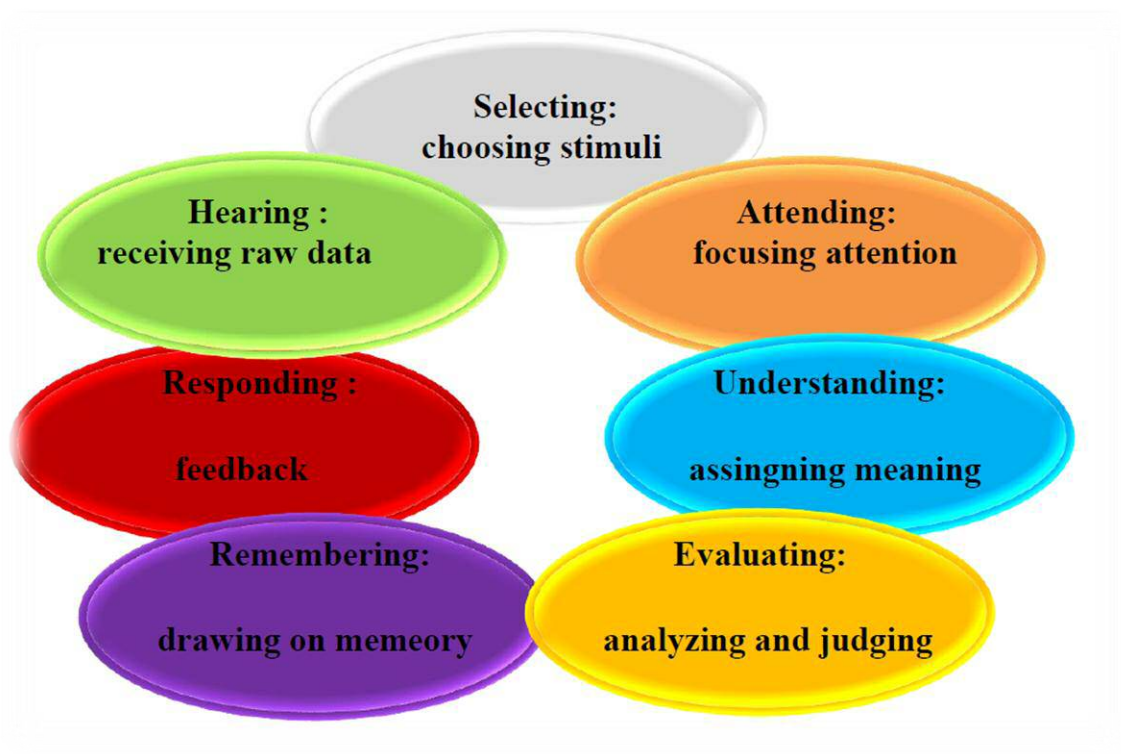 Selecting:
choosing stimuli
Hearing :
receiving raw data
Attending:
focusing attention
Responding :
feedback
Understanding:
assingning meaning
Remembering:
drawing on memeory
Evaluating:
analyzing and judging